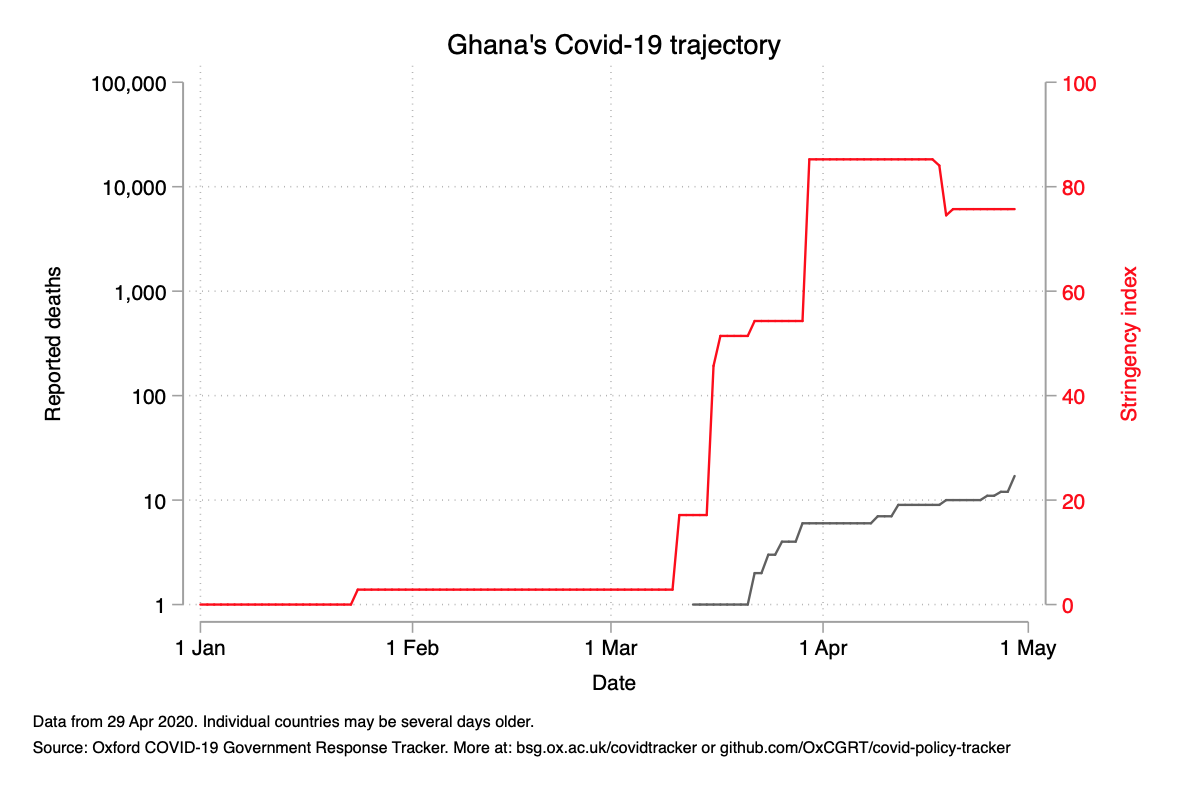 Ghana's Covid-19 trajectory
100,000
10,000
1,000
100
10
1
Reported deaths
100
80
60
40
20
0
Stringency index
1 Jan 1 Feb 1 Mar 1 Apr 1 May
Date
Data from 29 Apr 2020. Individual countries may be several days older.
Source: Oxford COVID-19 Government Response Tracker. More at: bsg.ox.ac.uk/covidtracker or github.com/OxCGRT/covid-policy-tracker